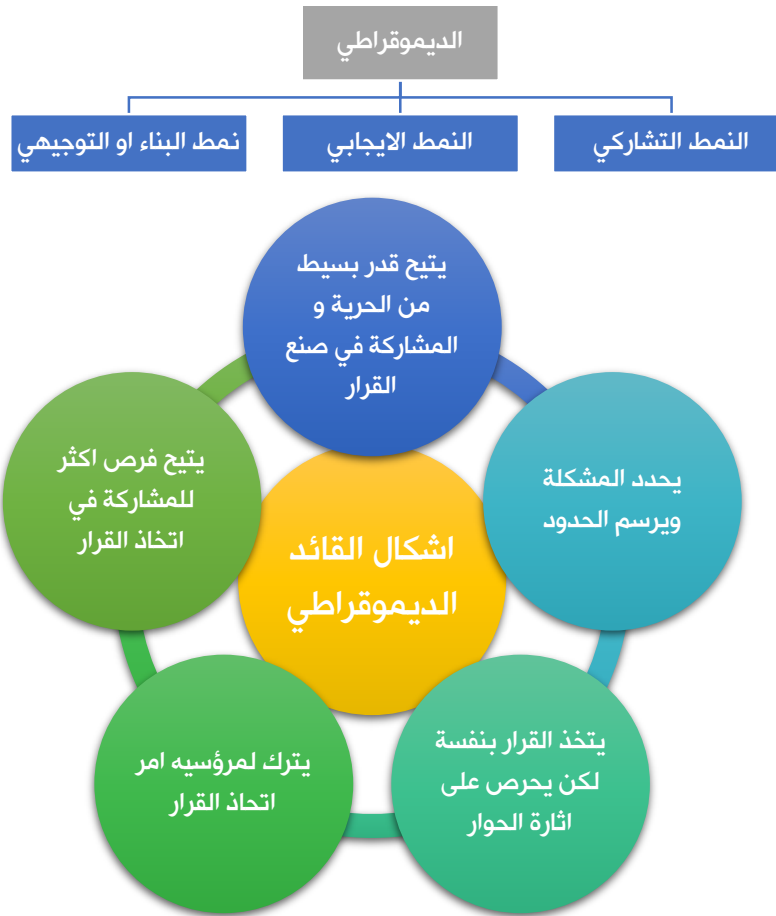 الديموقراطي
النمط التشاركي
النمط الايجابي
نمط البناء او التوجيهي
يتيح قدر بسيط
من الحرية و
المشاركة في صنع
القرار
يحدد المشكلة
ويرسم الحدود
يتخذ القرار بنفسة
لكن يحرص على
اثارة الحوار
يترك لمرؤسيه امر
اتحاذ القرار
يتيح فرص اكثر
للمشاركة في
اتخاذ القرار
اشكال القائد
الديموقراطي